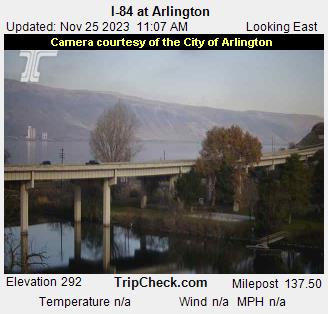 I-84 at Arlington
Updated: Nov 25 2023 11:07 AM Looking East
Camera courtesy of the City of Arlington
Elevation 292 TripCheck.com Milepost 137.50
Temperature n/a Wind n/a MPH n/a